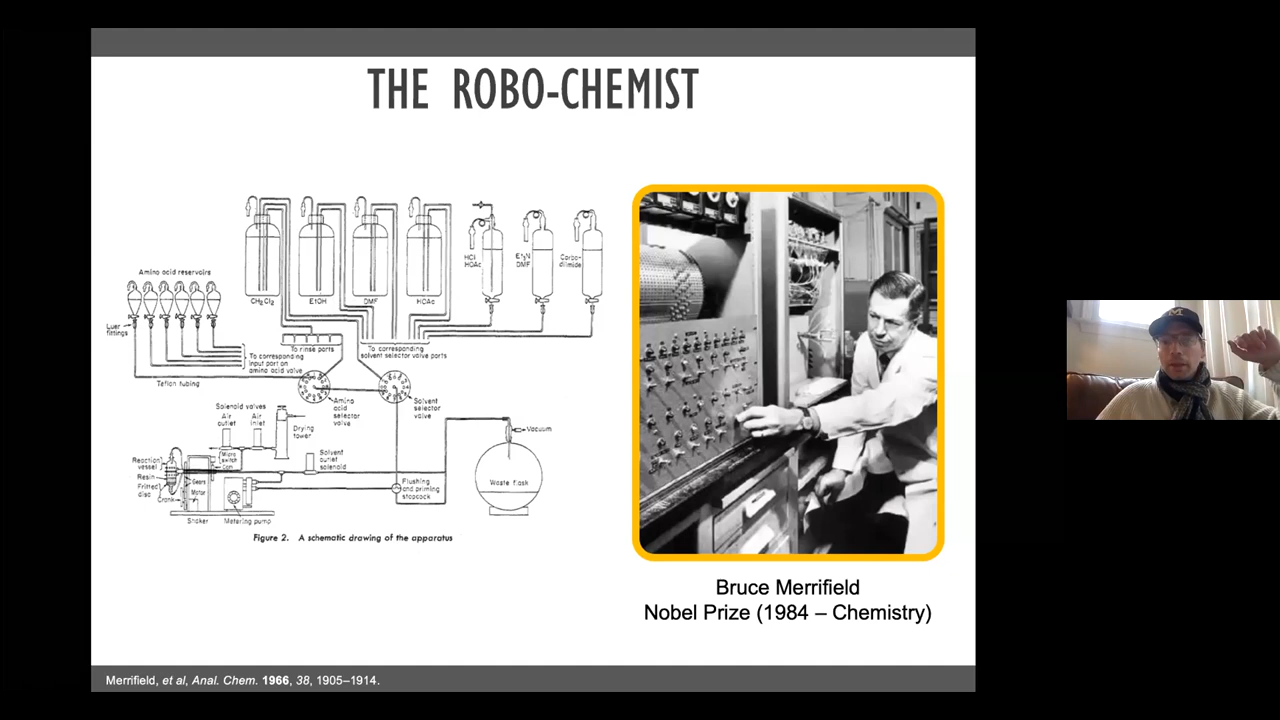 THE ROBO-CHEMIST
Amino acid reservoirs
Luer
fittings
CH2Cl2
EtOH
DMF
HOAc
HCl
HOAc
Et3N
DMF
Carbo-
diimide
To rinse ports
To corresponding
solvent selector valve ports
To corresponding
input port on
amino acid valve
Teflon tubing
Amino
acid
selector
valve
Solvent
selector
valve
Solenoid valves
Air
outlet
Air
inlet
Drying
tower
Micro
switch
Cam
Solvent
outlet
solenoid
Vacuum
Reaction
vessel
Resin
Fritted
disc
Crank
Gears
Motor
Flushing
and priming
stopcock
Waste flask
Shaker
Metering pump
Figure 2. A schematic drawing of the apparatus
Bruce Merrifield
Nobel Prize (1984 – Chemistry)
Merrifield, et al, Anal. Chem. 1966, 38, 1905–1914.
M